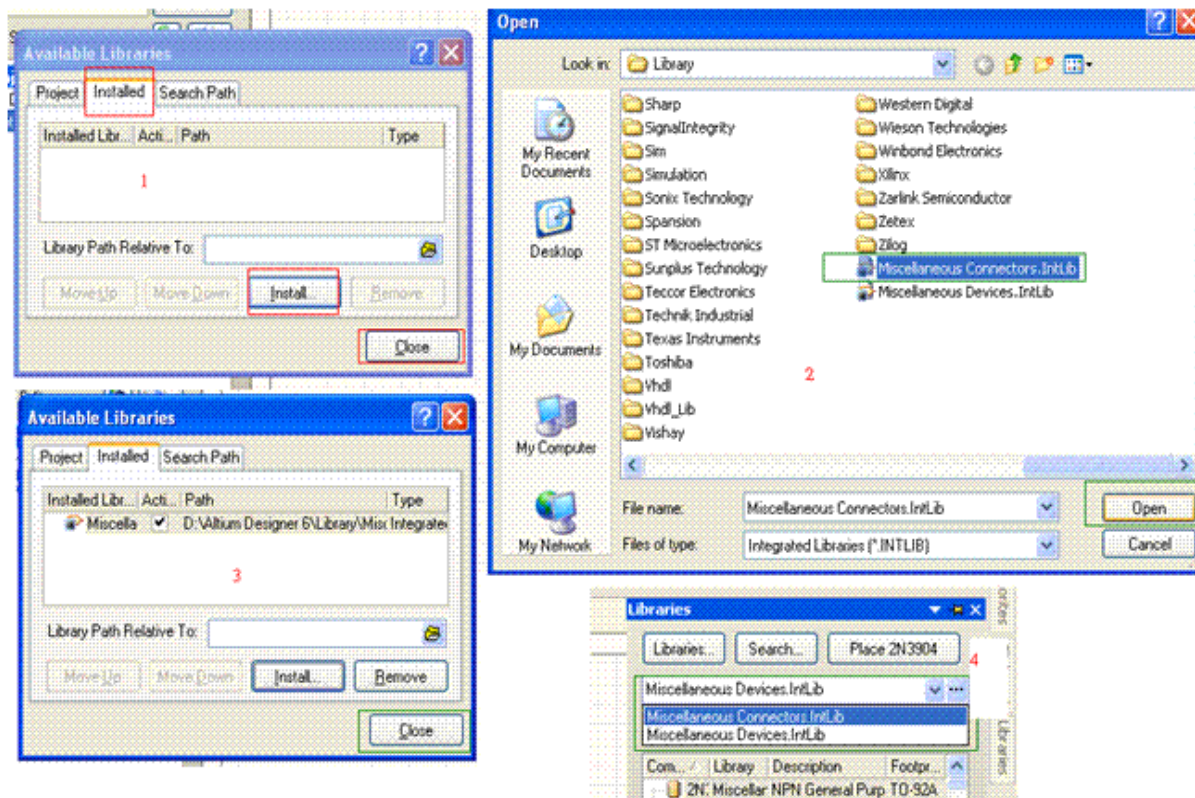 Available Libraries
Project Installed Search Path
Installed Libr... Acti... Path Type
1
Library Path Relative To:
Move Up Move Down Install... Remove
Close
Open
Look in: Library
My Recent Documents
Desktop
My Documents
My Computer
My Network
Sharp
SignalIntegrity
Sim
Simulation
Sonix Technology
Spansion
ST Microelectronics
Sunplus Technology
Teccor Electronics
Technik Industrial
Texas Instruments
Toshiba
Vhdl
Vhdl_Lib
Vishay
Western Digital
Wieson Technologies
Winbond Electronics
Xilinx
Zarlink Semiconductor
Zetex
Zilog
Miscellaneous Connectors.IntLib
Miscellaneous Devices.IntLib
2
File name: Miscellaneous Connectors.IntLib Open
Files of type: Integrated Libraries (*.INTLIB) Cancel
Available Libraries
Project Installed Search Path
Installed Libr... Acti... Path Type
Miscella D:\Altium Designer 6\Library\Misc Integrated
3
Library Path Relative To:
Move Up Move Down Install... Remove
Close
Libraries
Libraries... Search... Place 2N3904
4
Miscellaneous Devices.IntLib ...
Miscellaneous Connectors.IntLib
Miscellaneous Devices.IntLib
Com... Library Description Footpr...
2N: Miscellar NPN General Purp TO-92A
Libraries